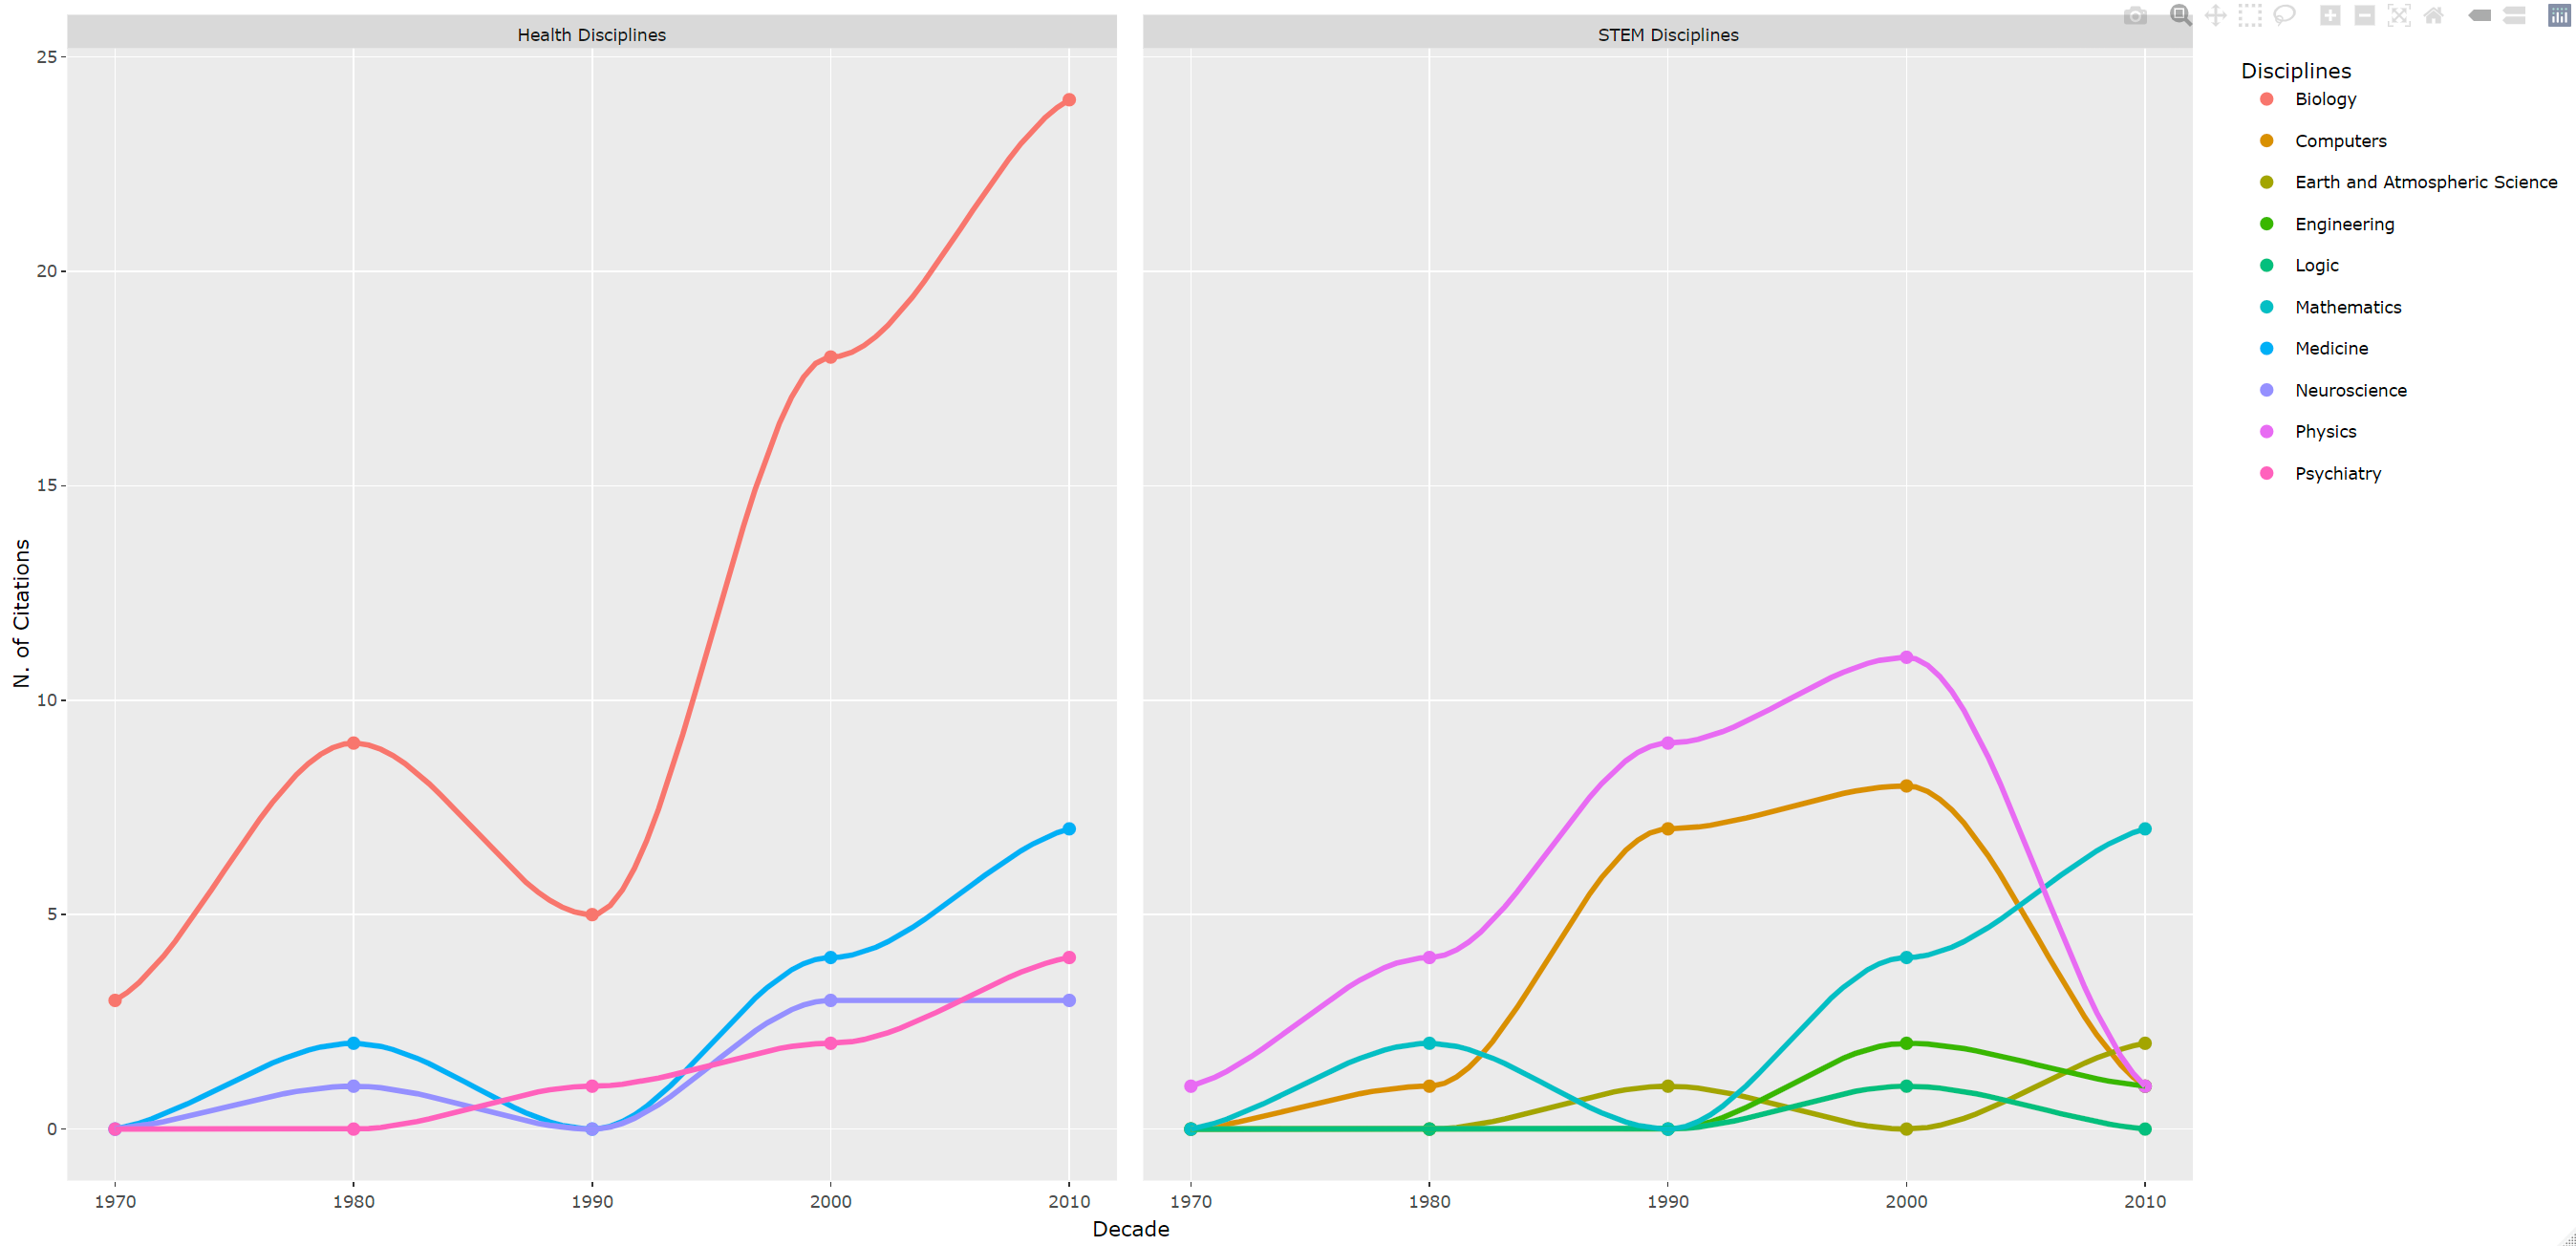 Health Disciplines
STEM Disciplines
25
20
15
10
5
0
N. of Citations
1970
1980
1990
2000
2010
1970
1980
1990
2000
2010
Decade
Disciplines
Biology
Computers
Earth and Atmospheric Science
Engineering
Logic
Mathematics
Medicine
Neuroscience
Physics
Psychiatry